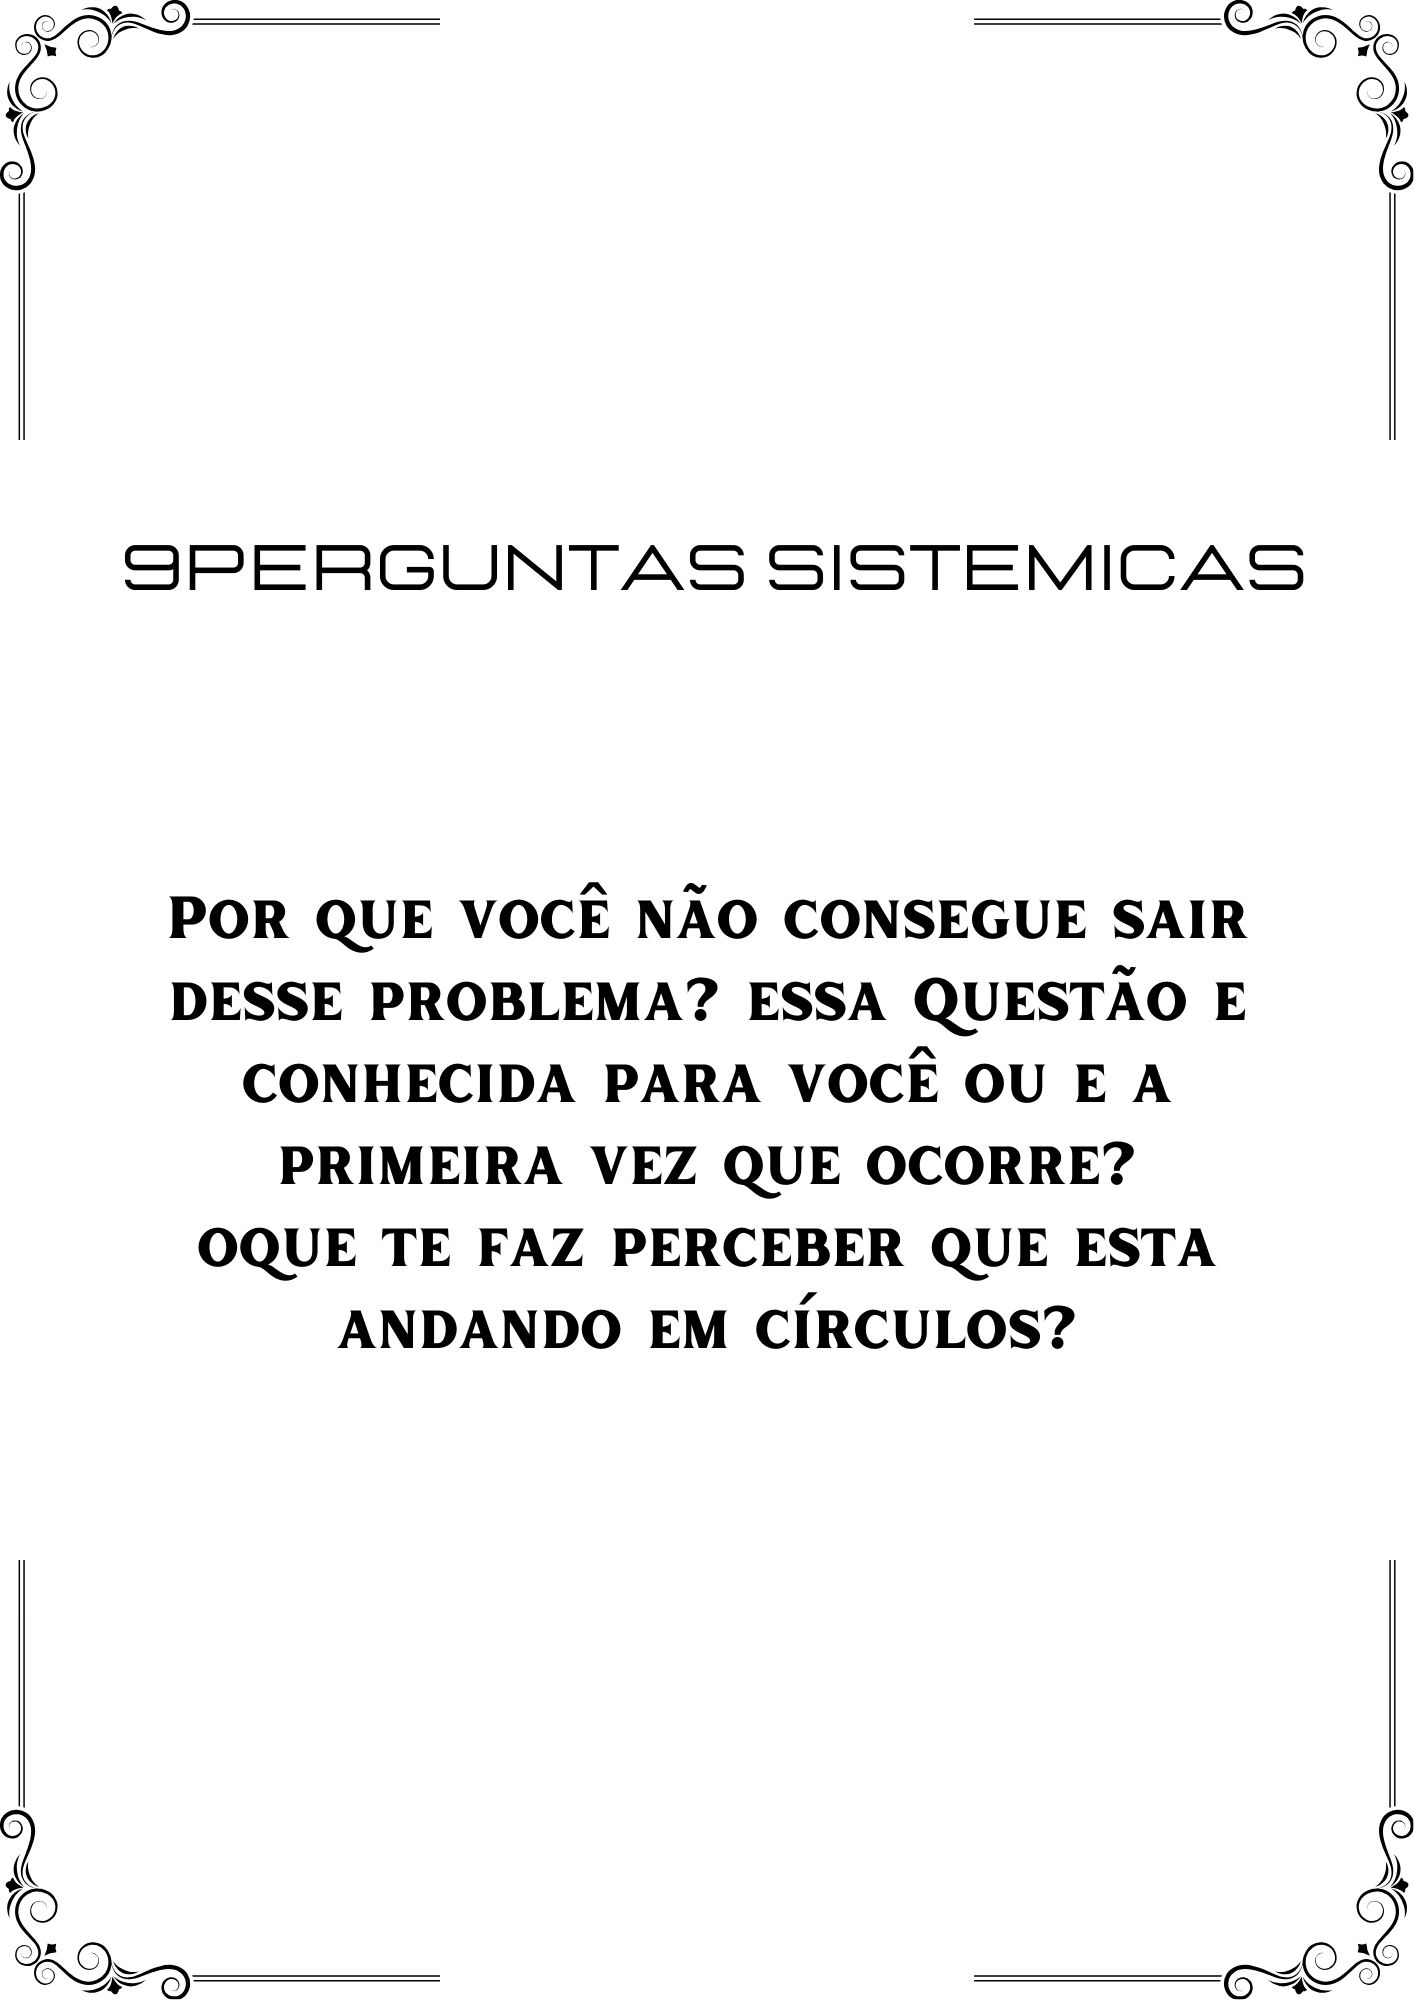 9PERGUNTAS SISTEMICAS
Por que você não consegue sair
desse problema? essa Questão e
conhecida para você ou e a
primeira vez que ocorre?
oque te faz perceber que esta
andando em círculos?